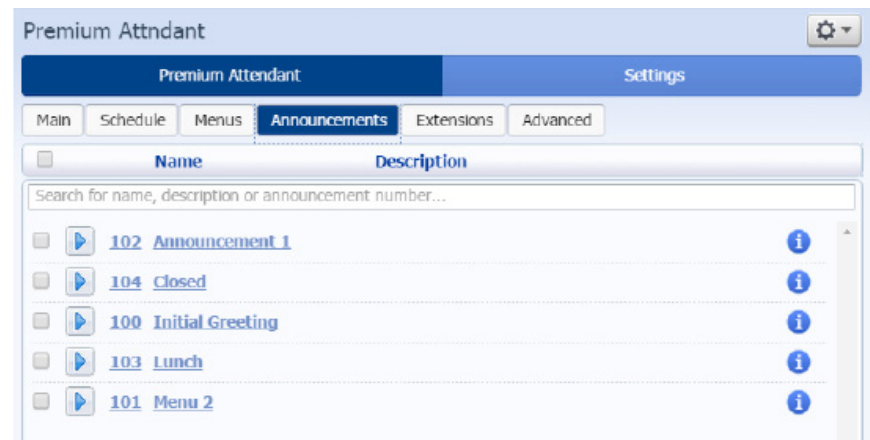 Premium Attndant
Premium Attendant Settings
Main Schedule Menus Announcements Extensions Advanced
Name Description
Search for name, description or announcement number...
102 Announcement 1
104 Closed
100 Initial Greeting
103 Lunch
101 Menu 2